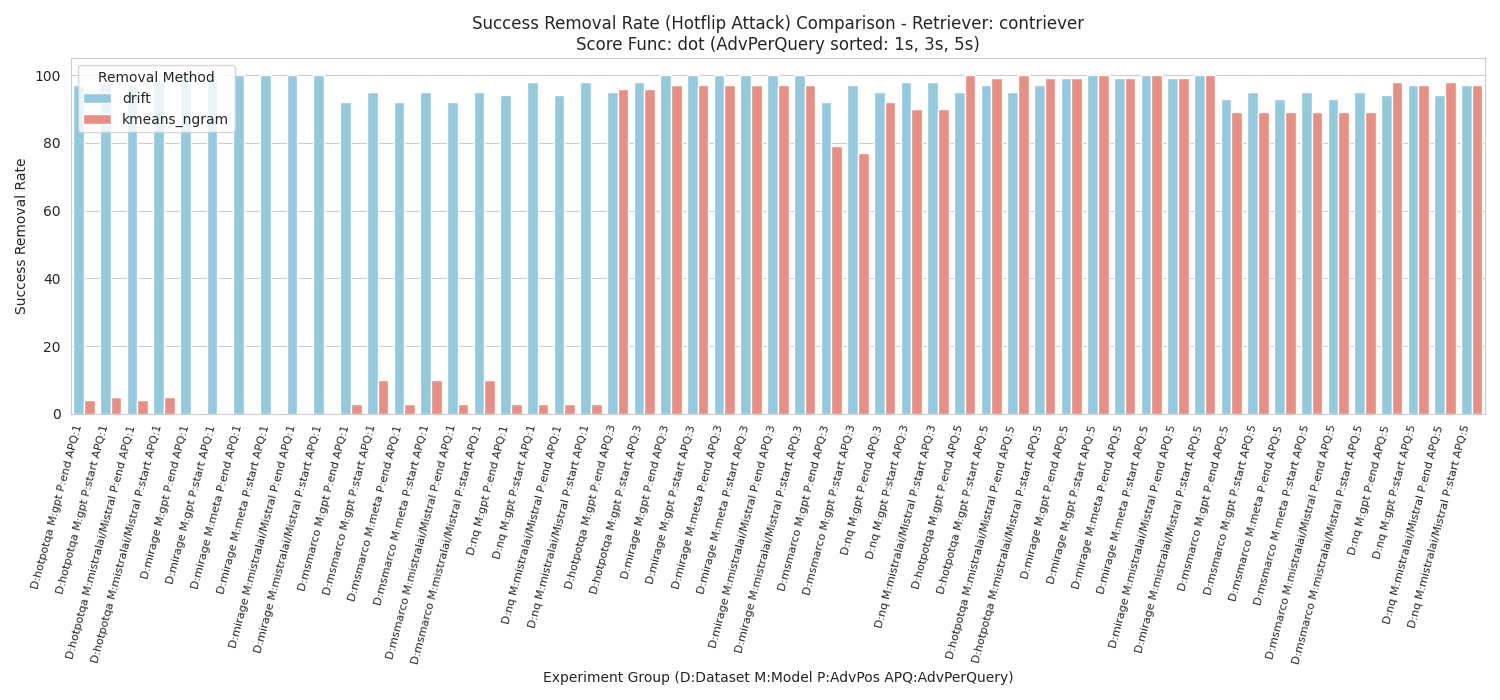 Success Removal Rate (Hotflip Attack) Comparison - Retriever: contriever
Score Func: dot (AdvPerQuery sorted: 1s, 3s, 5s)
Removal Method
drift
kmeans_ngram
Success Removal Rate
100
80
60
40
20
0
D:hotpotqa M:gpt P:end APQ:1
D:hotpotqa M:gpt P:start APQ:1
D:hotpotqa M:mistralai/Mistral P:end APQ:1
D:hotpotqa M:mistralai/Mistral P:start APQ:1
D:mirage M:gpt P:end APQ:1
D:mirage M:gpt P:start APQ:1
D:mirage M:meta P:end APQ:1
D:mirage M:meta P:start APQ:1
D:mirage M:mistralai/Mistral P:end APQ:1
D:mirage M:mistralai/Mistral P:start APQ:1
D:msmarco M:gpt P:end APQ:1
D:msmarco M:gpt P:start APQ:1
D:msmarco M:meta P:end APQ:1
D:msmarco M:meta P:start APQ:1
D:msmarco M:mistralai/Mistral P:end APQ:1
D:msmarco M:mistralai/Mistral P:start APQ:1
D:nq M:gpt P:end APQ:1
D:nq M:gpt P:start APQ:1
D:nq M:mistralai/Mistral P:end APQ:1
D:nq M:mistralai/Mistral P:start APQ:1
D:hotpotqa M:gpt P:end APQ:3
D:hotpotqa M:gpt P:start APQ:3
D:mirage M:gpt P:end APQ:3
D:mirage M:gpt P:start APQ:3
D:mirage M:meta P:end APQ:3
D:mirage M:meta P:start APQ:3
D:mirage M:mistralai/Mistral P:end APQ:3
D:mirage M:mistralai/Mistral P:start APQ:3
D:msmarco M:gpt P:end APQ:3
D:msmarco M:gpt P:start APQ:3
D:nq M:gpt P:end APQ:3
D:nq M:gpt P:start APQ:3
D:nq M:mistralai/Mistral P:start APQ:3
D:hotpotqa M:gpt P:end APQ:5
D:hotpotqa M:gpt P:start APQ:5
D:hotpotqa M:mistralai/Mistral P:end APQ:5
D:hotpotqa M:mistralai/Mistral P:start APQ:5
D:mirage M:gpt P:end APQ:5
D:mirage M:gpt P:start APQ:5
D:mirage M:meta P:end APQ:5
D:mirage M:meta P:start APQ:5
D:mirage M:mistralai/Mistral P:end APQ:5
D:mirage M:mistralai/Mistral P:start APQ:5
D:msmarco M:gpt P:end APQ:5
D:msmarco M:gpt P:start APQ:5
D:msmarco M:meta P:end APQ:5
D:msmarco M:meta P:start APQ:5
D:msmarco M:mistralai/Mistral P:end APQ:5
D:msmarco M:mistralai/Mistral P:start APQ:5
D:nq M:gpt P:end APQ:5
D:nq M:gpt P:start APQ:5
D:nq M:mistralai/Mistral P:end APQ:5
D:nq M:mistralai/Mistral P:start APQ:5
Experiment Group (D:Dataset M:Model P:AdvPos APQ:AdvPerQuery)